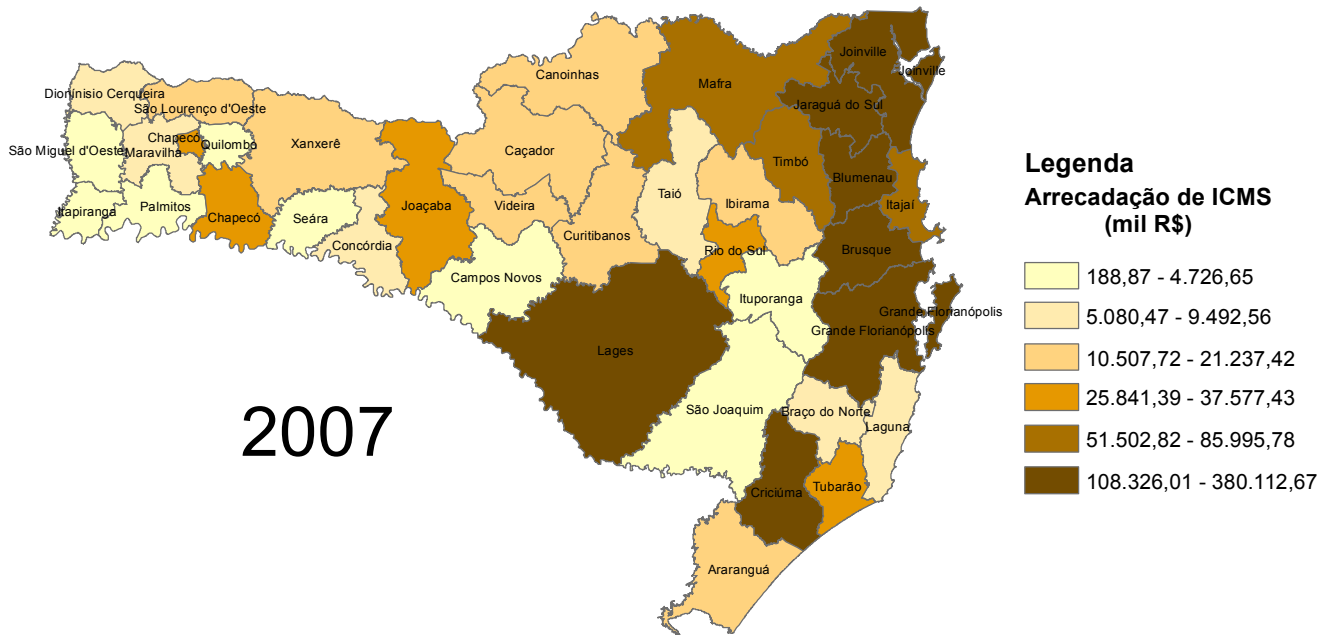 Joinville
Joinville
Canoinhas
Mafra
Dionínisio Cerqueira
São Lourenço d'Oeste
Jaraguá do Sul
Chapecó
Quilombo
Xanxerê
São Miguel d'Oeste
Maravilha
Caçador
Timbó
Blumenau
Taió
Ibirama
Itajaí
Itapiranga
Palmitos
Chapecó
Seára
Joaçaba
Videira
Curitibanos
Concórdia
Rio do Sul
Brusque
Campos Novos
Ituporanga
Grande Florianópolis
Grande Florianópolis
Lages
São Joaquim
Braço do Norte
Laguna
Criciúma
Tubarão
Araranguá
2007
Legenda
Arrecadação de ICMS
(mil R$)
188,87 - 4.726,65
5.080,47 - 9.492,56
10.507,72 - 21.237,42
25.841,39 - 37.577,43
51.502,82 - 85.995,78
108.326,01 - 380.112,67